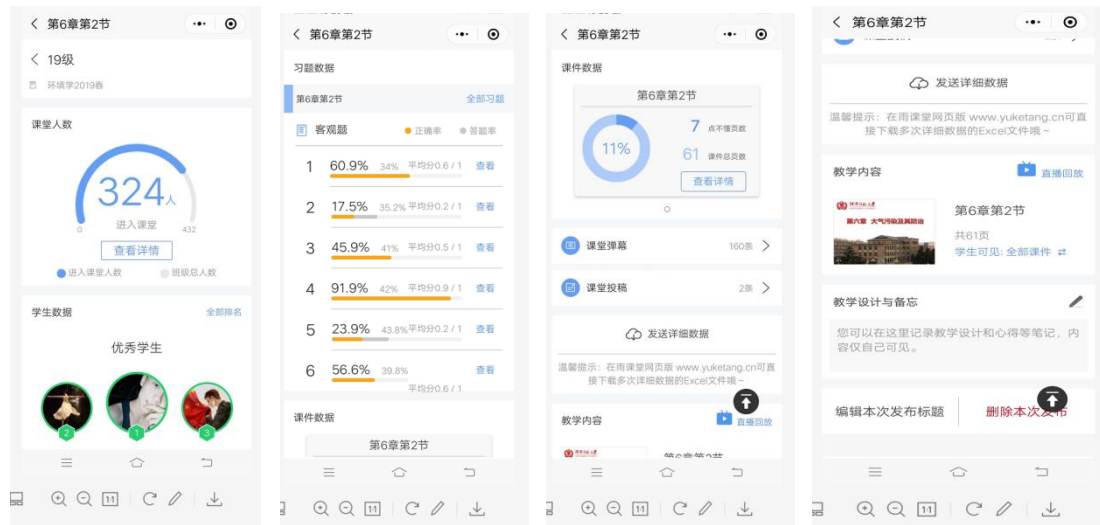 第6章第2节
19级
环境学2019春
课堂人数
324人
0 进入课堂 432
查看详情
进入课堂人数 班级总人数
学生数据 全部排名
优秀学生
2 1 3
1:1
第6章第2节
习题数据
第6章第2节 全部习题
客观题 正确率 答题率
1 60.9% 34% 平均分0.6 / 1 查看
2 17.5% 35.2% 平均分0.2 / 1 查看
3 45.9% 41% 平均分0.5 / 1 查看
4 91.9% 42% 平均分0.9 / 1 查看
5 23.9% 43.8% 平均分0.2 / 1 查看
6 56.6% 39.8% 查看
平均分0.6 / 1
课件数据
第6章第2节
1:1
第6章第2节
课件数据
第6章第2节
11%
7 点不懂页数
61 课件总页数
查看详情
课堂弹幕 160条
课堂投稿 2条
发送详细数据
温馨提示：在雨课堂网页版 www.yuketang.cn可直
接下载多次详细数据的Excel文件哦~
教学内容 直播回放
第6章第2节
1:1
第6章第2节
发送详细数据
温馨提示：在雨课堂网页版 www.yuketang.cn可直
接下载多次详细数据的Excel文件哦~
教学内容 直播回放
第六章 大气污染及其防治
第6章第2节
共61页
学生可见: 全部课件
教学设计与备忘
您可以在这里记录教学设计和心得等笔记，内
容仅自己可见。
编辑本次发布标题 删除本次发布
1:1